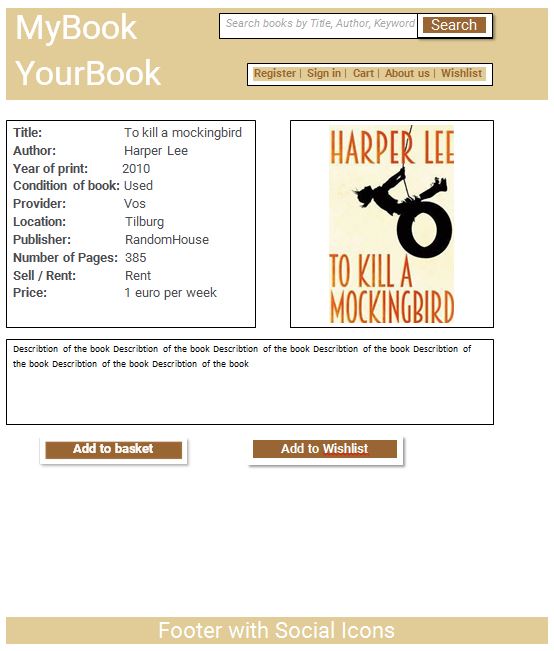 MyBook
YourBook
Search books by Title, Author, Keyword
Search
Register | Sign in | Cart | About us | Wishlist
Title: To kill a mockingbird
Author: Harper Lee
Year of print: 2010
Condition of book: Used
Provider: Vos
Location: Tilburg
Publisher: RandomHouse
Number of Pages: 385
Sell / Rent: Rent
Price: 1 euro per week
HARPER LEE
TO KILL A
MOCKINGBIRD
Describtion of the book Describtion of the book Describtion of the book Describtion of the book Describtion of
the book Describtion of the book Describtion of the book
Add to basket
Add to Wishlist
Footer with Social Icons